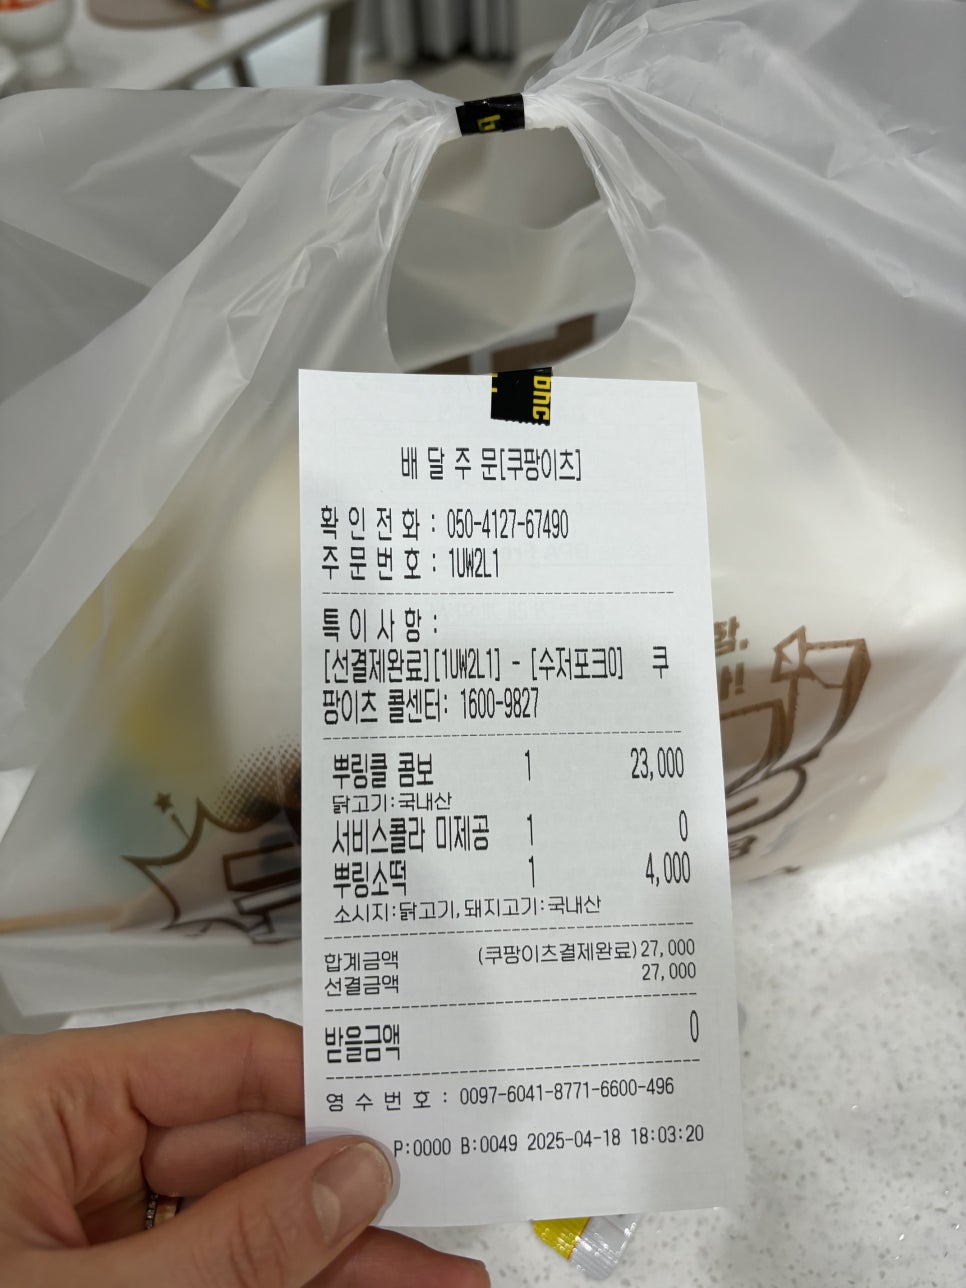 bhc
배 달 주 문[쿠팡이츠]
확 인 전 화 : 050-4127-67490
주 문 번 호 : 1UW2L1
특 이 사 항 :
[선결제완료][1UW2L1] - [수저포크0] 쿠
팡이츠 콜센터: 1600-9827
뿌링클 콤보 1 23,000
닭고기:국내산
서비스콜라 미제공 1 0
뿌링소떡 1 4,000
소시지:닭고기,돼지고기:국내산
합계금액 (쿠팡이츠결제완료)27,000
선결금액 27,000
받을금액 0
영 수 번 호 : 0097-6041-8771-6600-496
P:0000 B:0049 2025-04-18 18:03:20